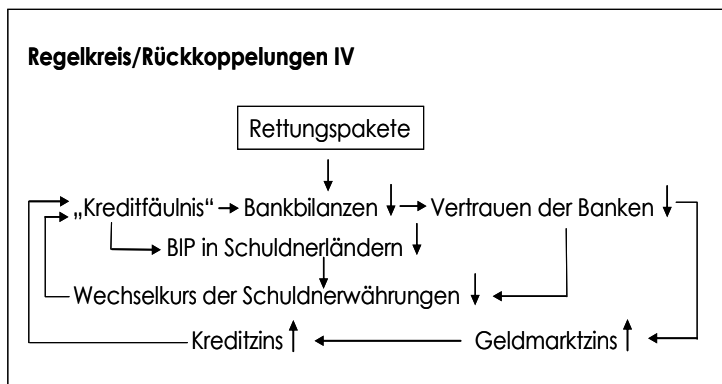 Regelkreis/Rückkoppelungen IV
Rettungspakete
„Kreditfäulnis“ Bankbilanzen Vertrauen der Banken
BIP in Schuldnerländern
Wechselkurs der Schuldnerwährungen
Kreditzins Geldmarktzins